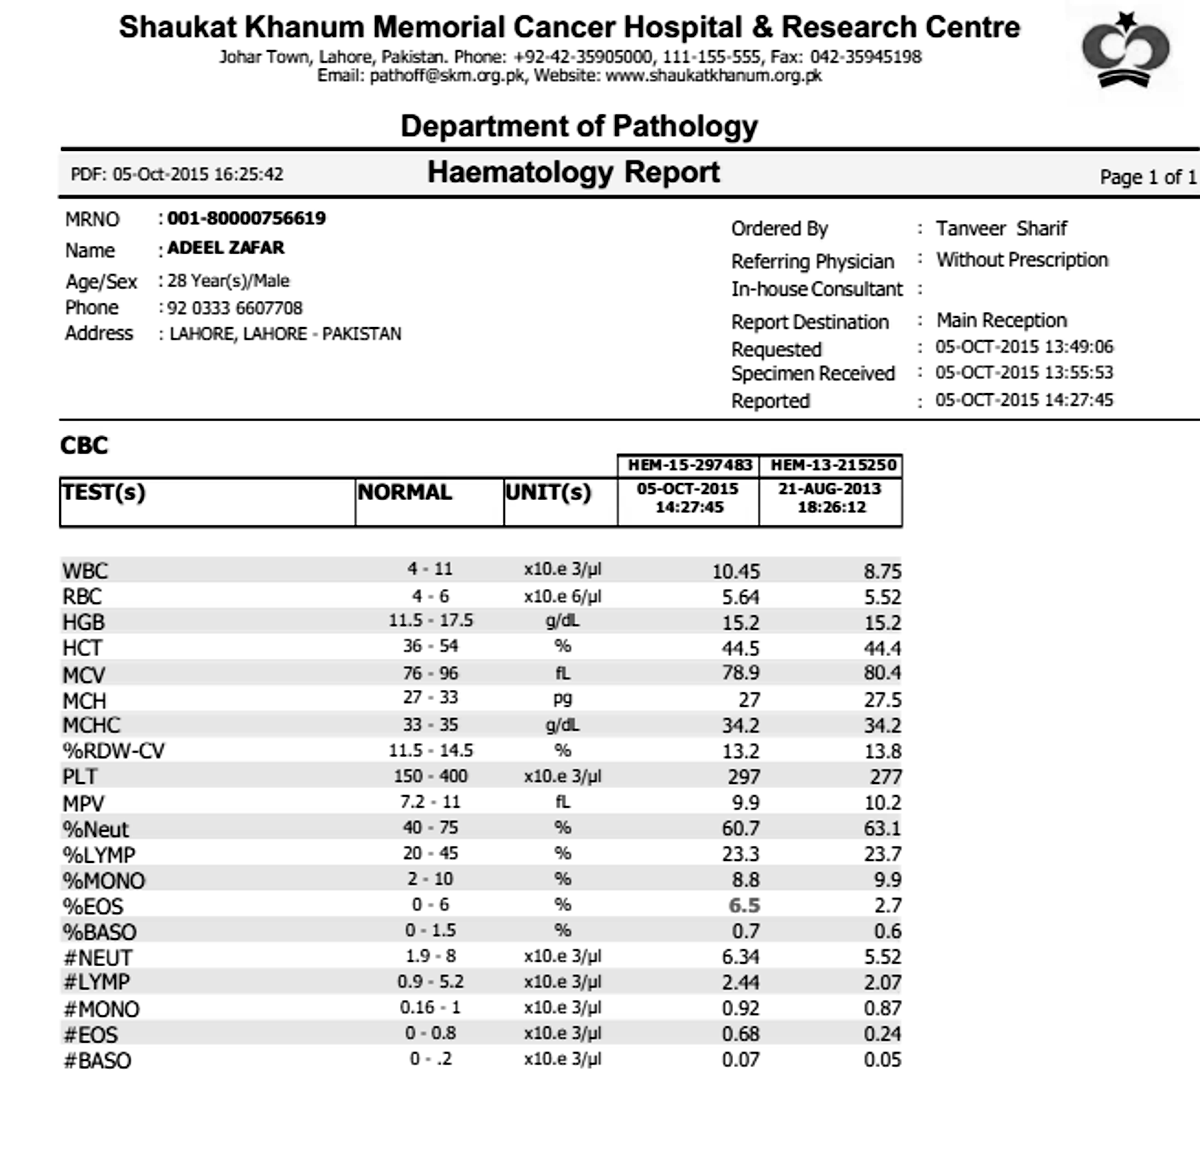 Shaukat Khanum Memorial Cancer Hospital & Research Centre
Johar Town, Lahore, Pakistan. Phone: +92-42-35905000, 111-155-555, Fax: 042-35945198
Email: pathoff@skm.org.pk, Website: www.shaukatkhanum.org.pk
Department of Pathology
PDF: 05-Oct-2015 16:25:42 Haematology Report Page 1 of 1
MRNO : 001-80000756619
Name : ADEEL ZAFAR
Age/Sex : 28 Year(s)/Male
Phone : 92 0333 6607708
Address : LAHORE, LAHORE - PAKISTAN
Ordered By : Tanveer Sharif
Referring Physician : Without Prescription
In-house Consultant :
Report Destination : Main Reception
Requested : 05-OCT-2015 13:49:06
Specimen Received : 05-OCT-2015 13:55:53
Reported : 05-OCT-2015 14:27:45
CBC
HEM-15-297483 HEM-13-215250
TEST(s) NORMAL UNIT(s) 05-OCT-2015 21-AUG-2013
14:27:45 18:26:12
WBC 4 - 11 x10.e 3/µl 10.45 8.75
RBC 4 - 6 x10.e 6/µl 5.64 5.52
HGB 11.5 - 17.5 g/dL 15.2 15.2
HCT 36 - 54 % 44.5 44.4
MCV 76 - 96 fL 78.9 80.4
MCH 27 - 33 pg 27 27.5
MCHC 33 - 35 g/dL 34.2 34.2
%RDW-CV 11.5 - 14.5 % 13.2 13.8
PLT 150 - 400 x10.e 3/µl 297 277
MPV 7.2 - 11 fL 9.9 10.2
%Neut 40 - 75 % 60.7 63.1
%LYMP 20 - 45 % 23.3 23.7
%MONO 2 - 10 % 8.8 9.9
%EOS 0 - 6 % 6.5 2.7
%BASO 0 - 1.5 % 0.7 0.6
#NEUT 1.9 - 8 x10.e 3/µl 6.34 5.52
#LYMP 0.9 - 5.2 x10.e 3/µl 2.44 2.07
#MONO 0.16 - 1 x10.e 3/µl 0.92 0.87
#EOS 0 - 0.8 x10.e 3/µl 0.68 0.24
#BASO 0 - .2 x10.e 3/µl 0.07 0.05